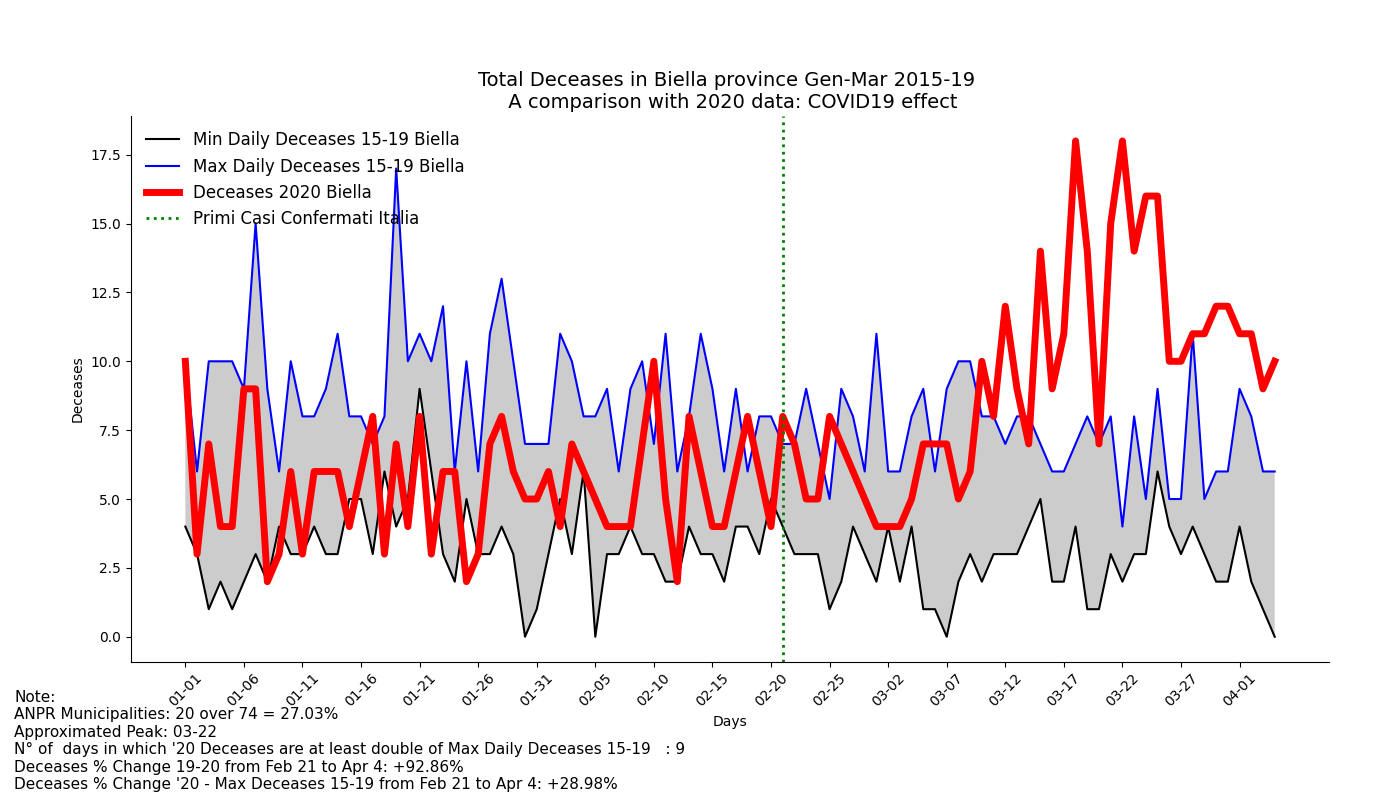 Total Deceases in Biella province Gen-Mar 2015-19
A comparison with 2020 data: COVID19 effect
Min Daily Deceases 15-19 Biella
Max Daily Deceases 15-19 Biella
Deceases 2020 Biella
Primi Casi Confermati Italia
17.5
15.0
12.5
10.0
7.5
5.0
2.5
0.0
Deceases
01-01
01-06
01-11
01-16
01-21
01-26
01-31
02-05
02-10
02-15
02-20
02-25
03-02
03-07
03-12
03-17
03-22
03-27
04-01
Days
Note:
ANPR Municipalities: 20 over 74 = 27.03%
Approximated Peak: 03-22
N° of  days in which '20 Deceases are at least double of Max Daily Deceases 15-19   : 9
Deceases % Change 19-20 from Feb 21 to Apr 4: +92.86%
Deceases % Change '20 - Max Deceases 15-19 from Feb 21 to Apr 4: +28.98%